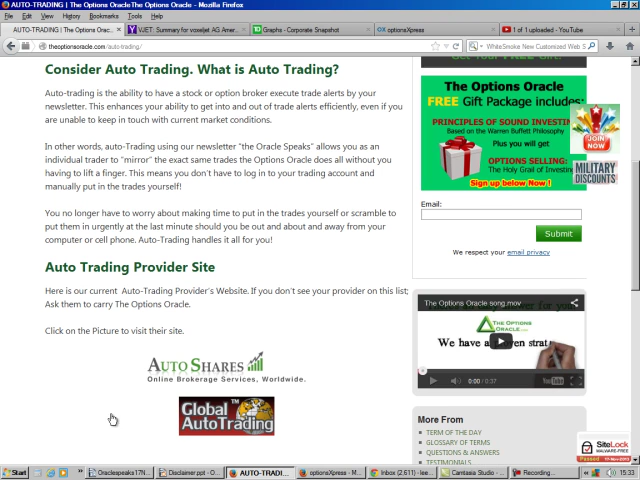 AUTO-TRADING | The Options OracleThe Options Oracle - Mozilla Firefox
File Edit View History Bookmarks Tools Help
AUTO-TRADING | The Options Orac...
VJET: Summary for voxeljet AG Amer...
Graphs - Corporate Snapshot
optionsXpress
1 of 1 uploaded - YouTube
theoptionsoracle.com/auto-trading/
WhiteSmoke New Customized Web S
Consider Auto Trading. What is Auto Trading?
Auto-trading is the ability to have a stock or option broker execute trade alerts by your
newsletter. This enhances your ability to get into and out of trade alerts efficiently, even if you
are unable to keep in touch with current market conditions.
In other words, auto-Trading using our newsletter "the Oracle Speaks" allows you as an
individual trader to "mirror" the exact same trades the Options Oracle does all without you
having to lift a finger. This means you don't have to log in to your trading account and
manually put in the trades yourself!
You no longer have to worry about making time to put in the trades yourself or scramble to
put them in urgently at the last minute should you be out and about and away from your
computer or cell phone. Auto-Trading handles it all for you!
Auto Trading Provider Site
Here is our current Auto-Trading Provider's Website. If you don't see your provider on this list;
Ask them to carry The Options Oracle.
Click on the Picture to visit their site.
AUTO SHARES
Online Brokerage Services, Worldwide.
Global
AutoTrading
TM
The Options Oracle
FREE Gift Package includes:
PRINCIPLES OF SOUND INVESTING
Based on the Warren Buffett Philosophy
Plus you will get
OPTIONS SELLING:
The Holy Grail of Investing
Sign up below Now !
JOIN
NOW
MILITARY
DISCOUNTS
Email:
Submit
We respect your email privacy
The Options Oracle song.mov
THE OPTIONS
ORACLE.com
We have a proven strat
0:00 / 0:37
YouTube
More From
TERM OF THE DAY
GLOSSARY OF TERMS
QUESTIONS & ANSWERS
TESTIMONIALS
SiteLock
MALWARE-FREE
Passed 17-Nov-2013
Start
Oraclespeaks17N...
Disclaimer.ppt - O...
AUTO-TRADI...
optionsXpress - M...
Inbox (2,611) - leo...
Camtasia Studio - ...
Recording...
15:33